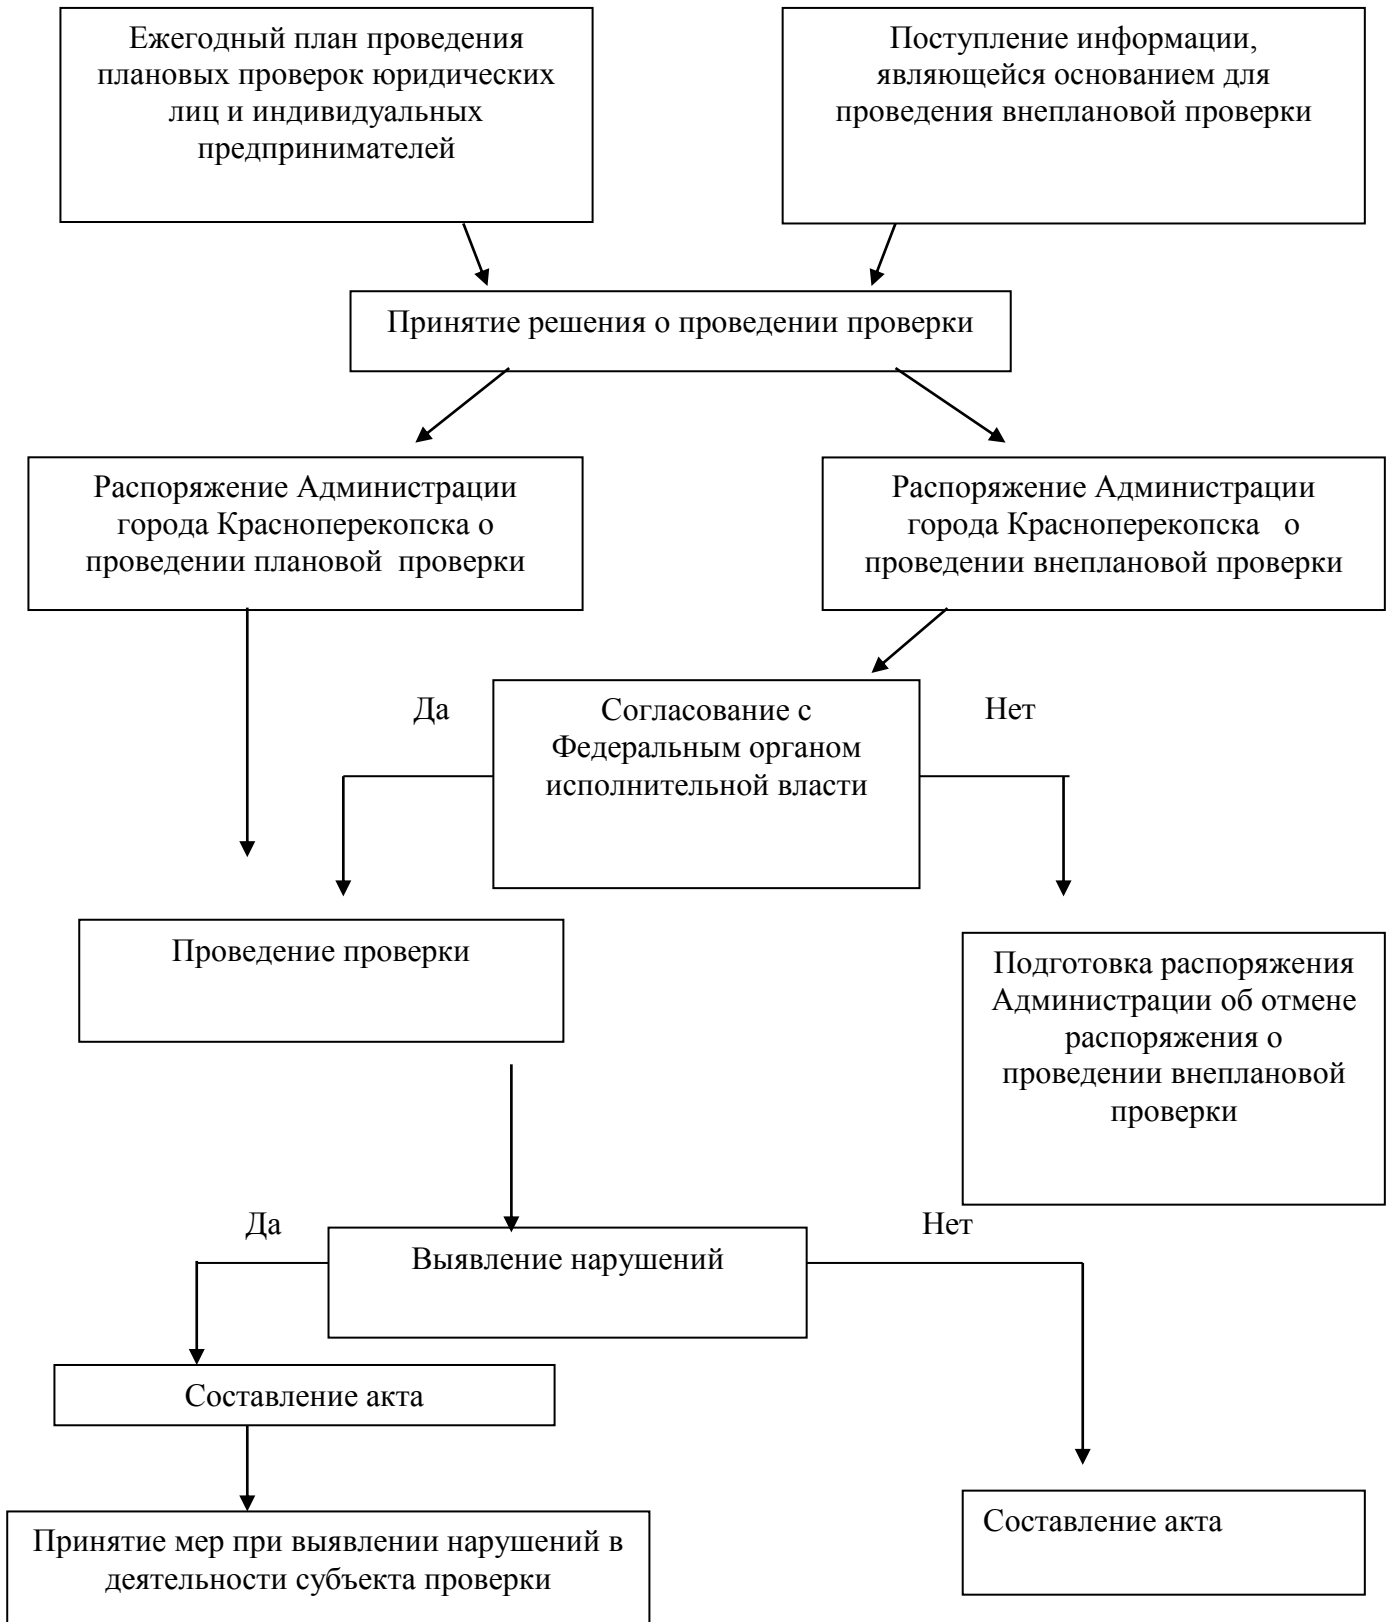 Ежегодный план проведения
плановых проверок юридических
лиц и индивидуальных
предпринимателей
Поступление информации,
являющейся основанием для
проведения внеплановой проверки
Принятие решения о проведении проверки
Распоряжение Администрации
города Красноперекопска о
проведении плановой проверки
Распоряжение Администрации
города Красноперекопска о
проведении внеплановой проверки
Да
Согласование с
Федеральным органом
исполнительной власти
Нет
Проведение проверки
Подготовка распоряжения
Администрации об отмене
распоряжения о
проведении внеплановой
проверки
Да
Выявление нарушений
Нет
Составление акта
Принятие мер при выявлении нарушений в
деятельности субъекта проверки
Составление акта